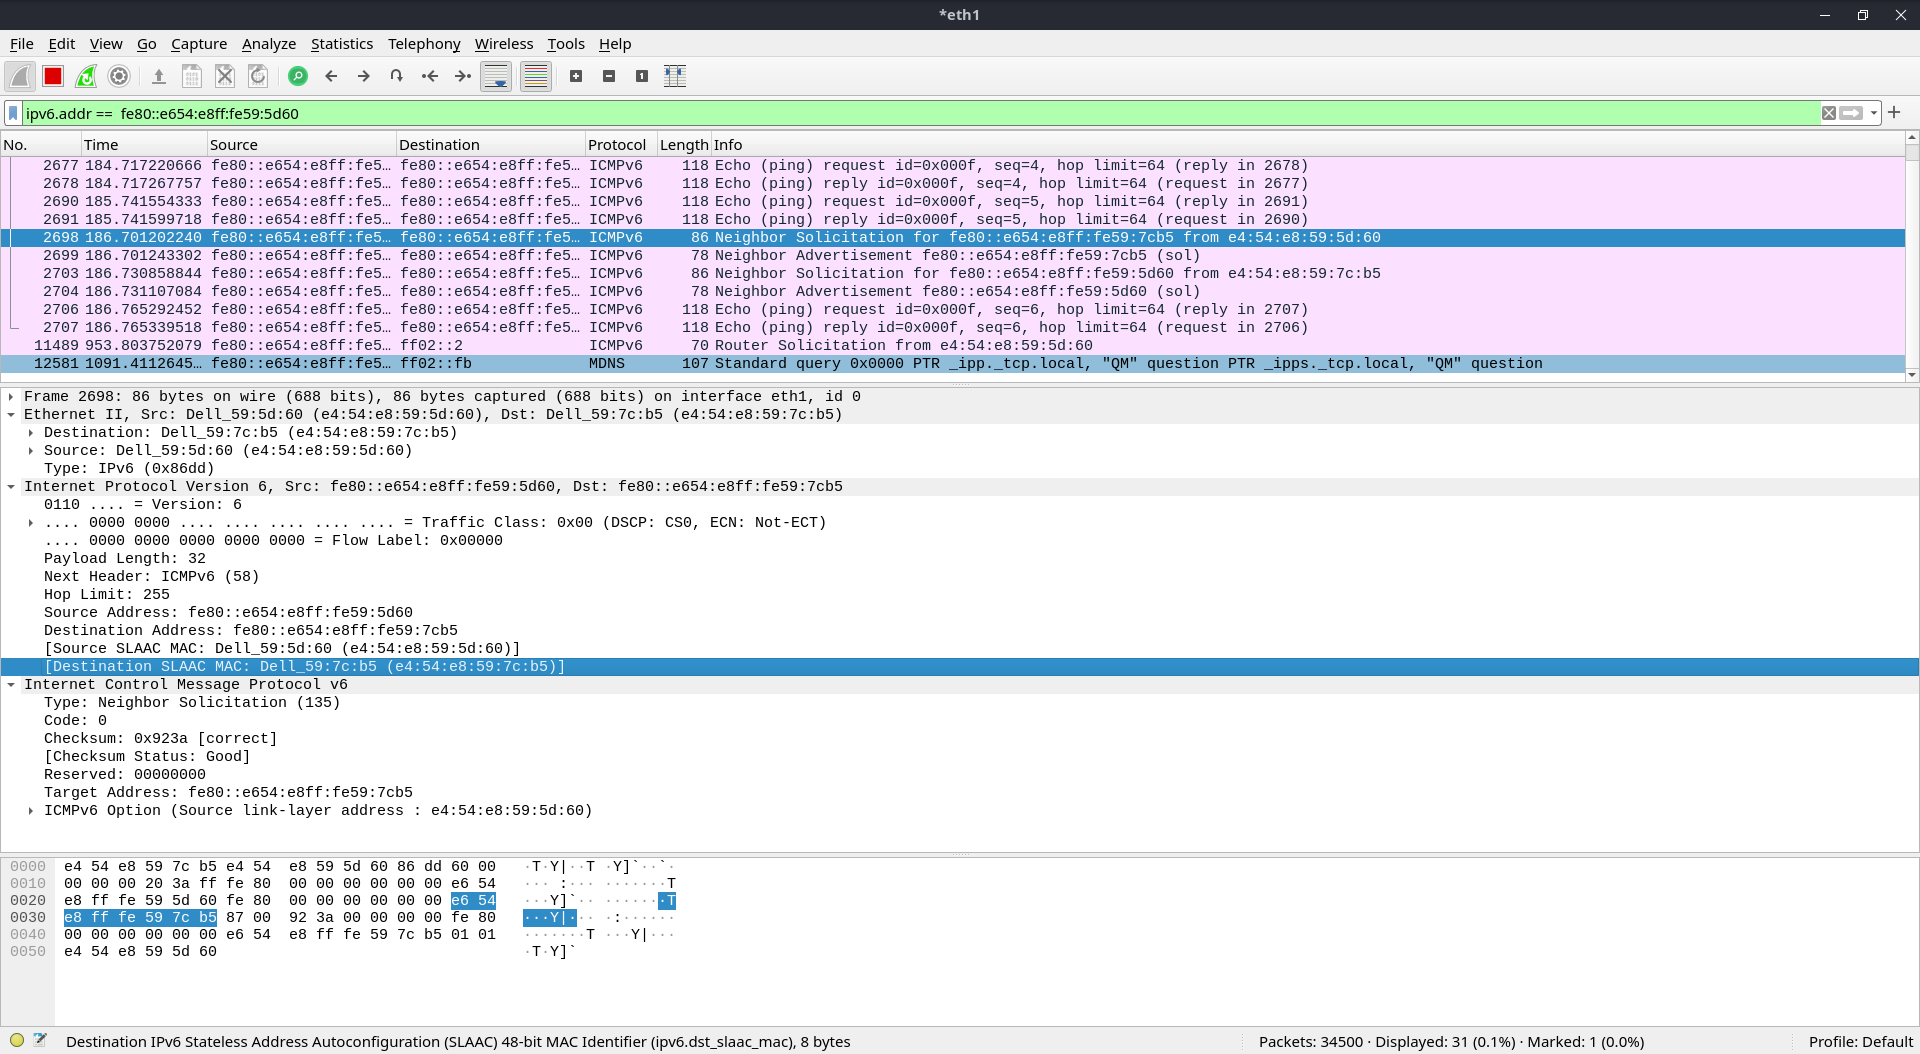 *eth1
File Edit View Go Capture Analyze Statistics Telephony Wireless Tools Help
ipv6.addr ==  fe80::e654:e8ff:fe59:5d60
No. Time Source Destination Protocol Length Info
2677 184.717220666 fe80::e654:e8ff:fe5… fe80::e654:e8ff:fe5… ICMPv6 118 Echo (ping) request id=0x000f, seq=4, hop limit=64 (reply in 2678)
2678 184.717267757 fe80::e654:e8ff:fe5… fe80::e654:e8ff:fe5… ICMPv6 118 Echo (ping) reply id=0x000f, seq=4, hop limit=64 (request in 2677)
2690 185.741554333 fe80::e654:e8ff:fe5… fe80::e654:e8ff:fe5… ICMPv6 118 Echo (ping) request id=0x000f, seq=5, hop limit=64 (reply in 2691)
2691 185.741599718 fe80::e654:e8ff:fe5… fe80::e654:e8ff:fe5… ICMPv6 118 Echo (ping) reply id=0x000f, seq=5, hop limit=64 (request in 2690)
2698 186.701202240 fe80::e654:e8ff:fe5… fe80::e654:e8ff:fe5… ICMPv6 86 Neighbor Solicitation for fe80::e654:e8ff:fe59:7cb5 from e4:54:e8:59:5d:60
2699 186.701243302 fe80::e654:e8ff:fe5… fe80::e654:e8ff:fe5… ICMPv6 78 Neighbor Advertisement fe80::e654:e8ff:fe59:7cb5 (sol)
2703 186.730858844 fe80::e654:e8ff:fe5… fe80::e654:e8ff:fe5… ICMPv6 86 Neighbor Solicitation for fe80::e654:e8ff:fe59:5d60 from e4:54:e8:59:7c:b5
2704 186.731107084 fe80::e654:e8ff:fe5… fe80::e654:e8ff:fe5… ICMPv6 78 Neighbor Advertisement fe80::e654:e8ff:fe59:5d60 (sol)
2706 186.765292452 fe80::e654:e8ff:fe5… fe80::e654:e8ff:fe5… ICMPv6 118 Echo (ping) request id=0x000f, seq=6, hop limit=64 (reply in 2707)
2707 186.765339518 fe80::e654:e8ff:fe5… fe80::e654:e8ff:fe5… ICMPv6 118 Echo (ping) reply id=0x000f, seq=6, hop limit=64 (request in 2706)
11489 953.803752079 fe80::e654:e8ff:fe5… ff02::2 ICMPv6 70 Router Solicitation from e4:54:e8:59:5d:60
12581 1091.4112645… fe80::e654:e8ff:fe5… ff02::fb MDNS 107 Standard query 0x0000 PTR _ipp._tcp.local, "QM" question PTR _ipps._tcp.local, "QM" question
Frame 2698: 86 bytes on wire (688 bits), 86 bytes captured (688 bits) on interface eth1, id 0
Ethernet II, Src: Dell_59:5d:60 (e4:54:e8:59:5d:60), Dst: Dell_59:7c:b5 (e4:54:e8:59:7c:b5)
Destination: Dell_59:7c:b5 (e4:54:e8:59:7c:b5)
Source: Dell_59:5d:60 (e4:54:e8:59:5d:60)
Type: IPv6 (0x86dd)
Internet Protocol Version 6, Src: fe80::e654:e8ff:fe59:5d60, Dst: fe80::e654:e8ff:fe59:7cb5
0110 .... = Version: 6
.... 0000 0000 .... .... .... .... .... = Traffic Class: 0x00 (DSCP: CS0, ECN: Not-ECT)
.... 0000 0000 0000 0000 0000 = Flow Label: 0x00000
Payload Length: 32
Next Header: ICMPv6 (58)
Hop Limit: 255
Source Address: fe80::e654:e8ff:fe59:5d60
Destination Address: fe80::e654:e8ff:fe59:7cb5
[Source SLAAC MAC: Dell_59:5d:60 (e4:54:e8:59:5d:60)]
[Destination SLAAC MAC: Dell_59:7c:b5 (e4:54:e8:59:7c:b5)]
Internet Control Message Protocol v6
Type: Neighbor Solicitation (135)
Code: 0
Checksum: 0x923a [correct]
[Checksum Status: Good]
Reserved: 00000000
Target Address: fe80::e654:e8ff:fe59:7cb5
ICMPv6 Option (Source link-layer address : e4:54:e8:59:5d:60)
0000 e4 54 e8 59 7c b5 e4 54  e8 59 5d 60 86 dd 60 00 ·T·Y|··T ·Y]`··`·
0010 00 00 00 20 3a ff fe 80  00 00 00 00 00 00 e6 54 ··· :··· ·······T
0020 e8 ff fe 59 5d 60 fe 80  00 00 00 00 00 00 e6 54 ···Y]`·· ·······T
0030 e8 ff fe 59 7c b5 87 00  92 3a 00 00 00 00 fe 80 ···Y|··· ·:······
0040 00 00 00 00 00 00 e6 54  e8 ff fe 59 7c b5 01 01 ·······T ···Y|···
0050 e4 54 e8 59 5d 60 ·T·Y]`
Destination IPv6 Stateless Address Autoconfiguration (SLAAC) 48-bit MAC Identifier (ipv6.dst_slaac_mac), 8 bytes Packets: 34500 · Displayed: 31 (0.1%) · Marked: 1 (0.0%) Profile: Default